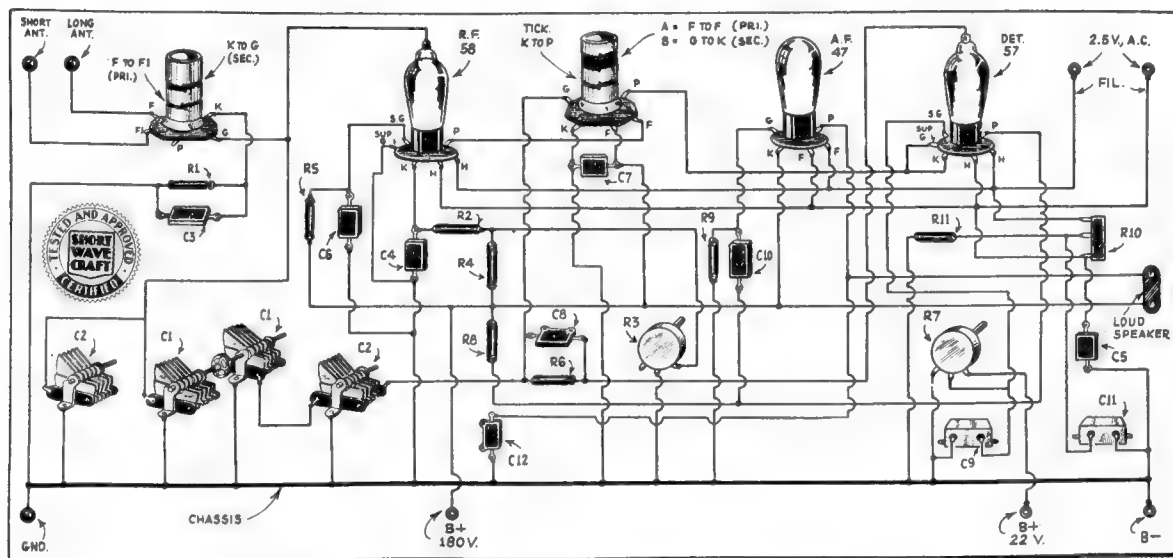 SHORT ANT.
LONG ANT.
F TO F1 (PRI.)
K TO G (SEC.)
R.F. 58
TICK. K TO P
A = F TO F (PRI.)
B = G TO K (SEC.)
A.F. 47
DET. 57
2.5V., A.C.
FIL.
F
K
F1
G
P
S.G
SUP
P
K
H
H
G
P
K
F
F
G
P
K
F
F
S.G
SUP G
P
K
H
H
R1
C3
R5
C6
C4
R2
R4
C7
R9
C10
R11
R10
TESTED AND APPROVED
SHORT WAVE CRAFT
CERTIFIED
C2
C1
C1
C2
R8
C8
R6
R3
R7
LOUD SPEAKER
C5
C12
C9
C11
GND.
CHASSIS
B+ 180V.
B+ 22 V.
B-